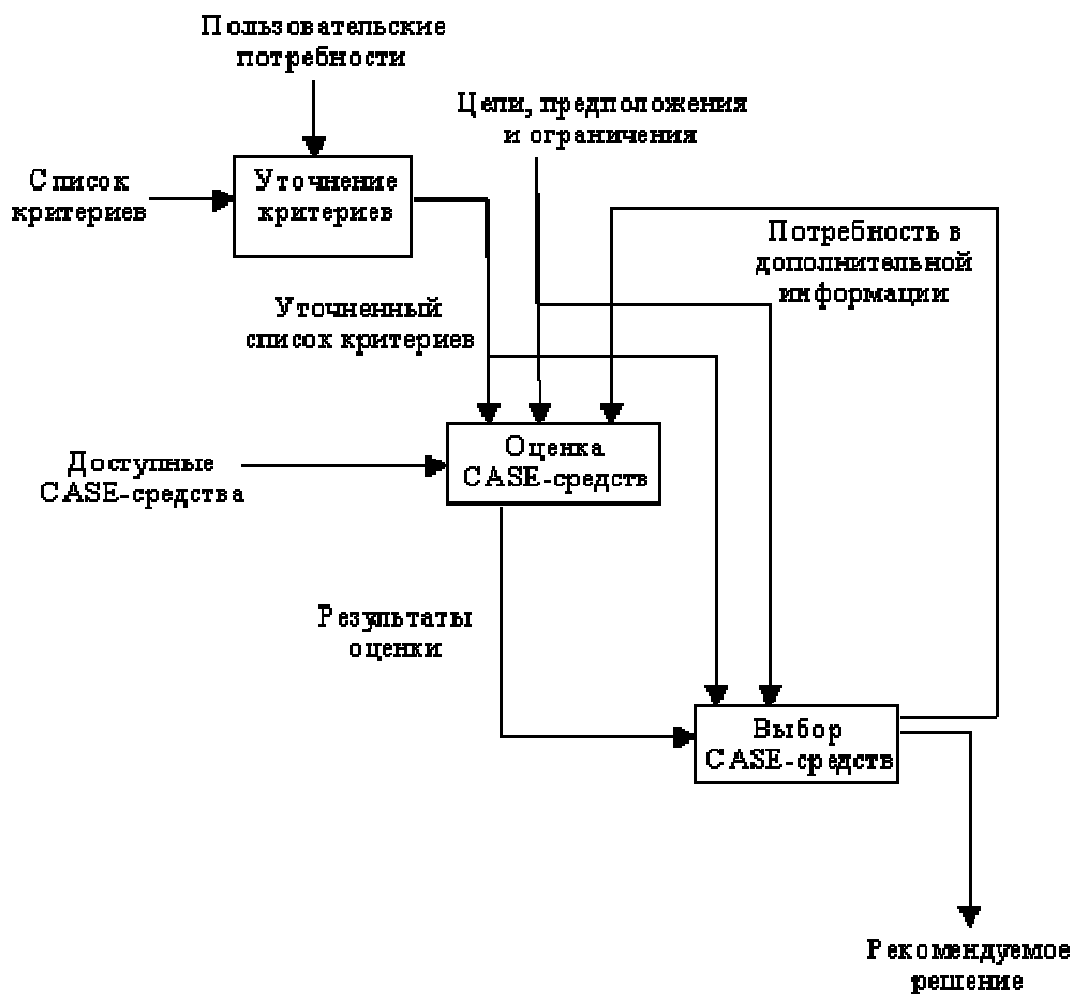 Пользовательские
потребности
Цели, предположения
и ограничения
Список
критериев
Уточнение
критериев
Потребность в
дополнительной
информации
Уточненный
список критериев
Доступные
CASE-средства
Оценка
CASE-средств
Результаты
оценки
Выбор
CASE-средств
Рекомендуемое
решение